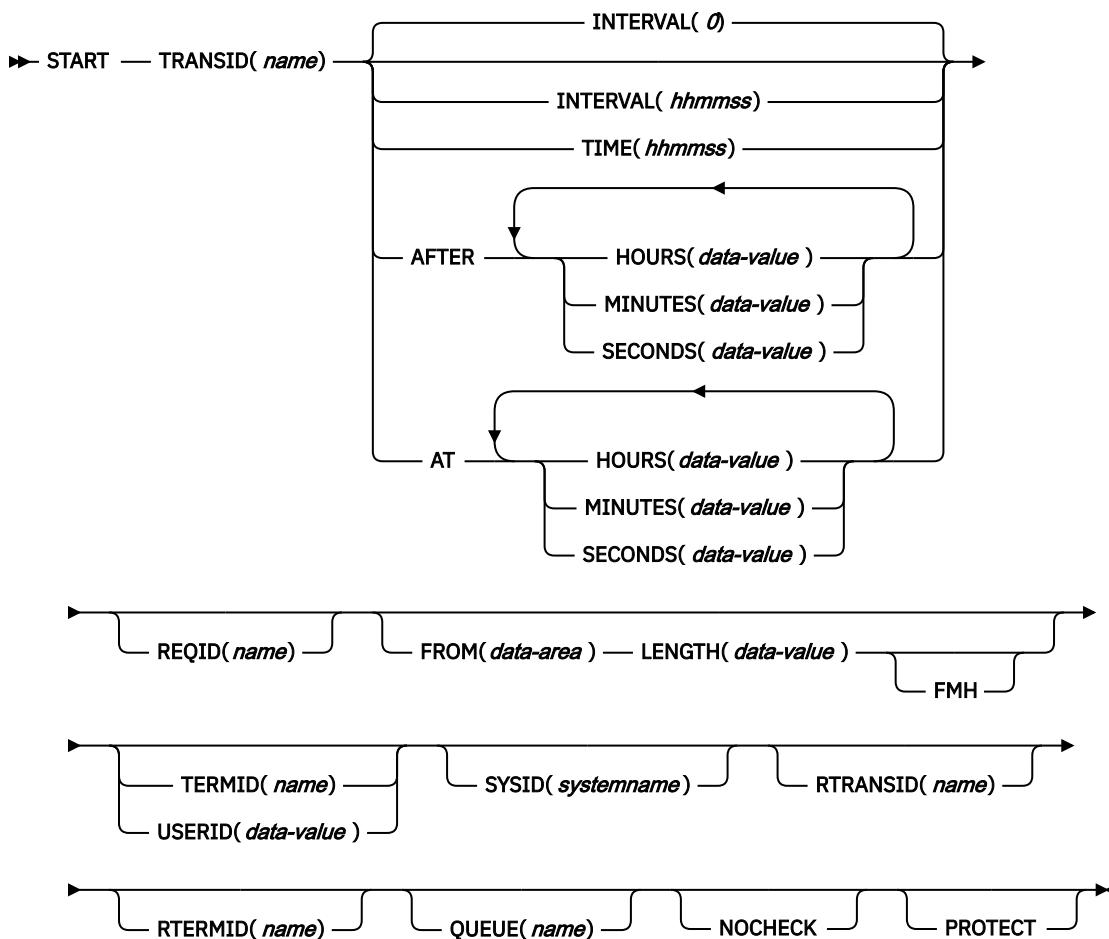 INTERVAL( 0)
START TRANSID( name)
INTERVAL( hhmmss)
TIME( hhmmss)
AFTER HOURS( data-value )
MINUTES( data-value )
SECONDS( data-value )
AT HOURS( data-value )
MINUTES( data-value )
SECONDS( data-value )
REQID( name) FROM( data-area ) LENGTH( data-value )
FMH
TERMID( name) SYSID( systemname) RTRANSID( name)
USERID( data-value )
RTERMID( name) QUEUE( name) NOCHECK PROTECT